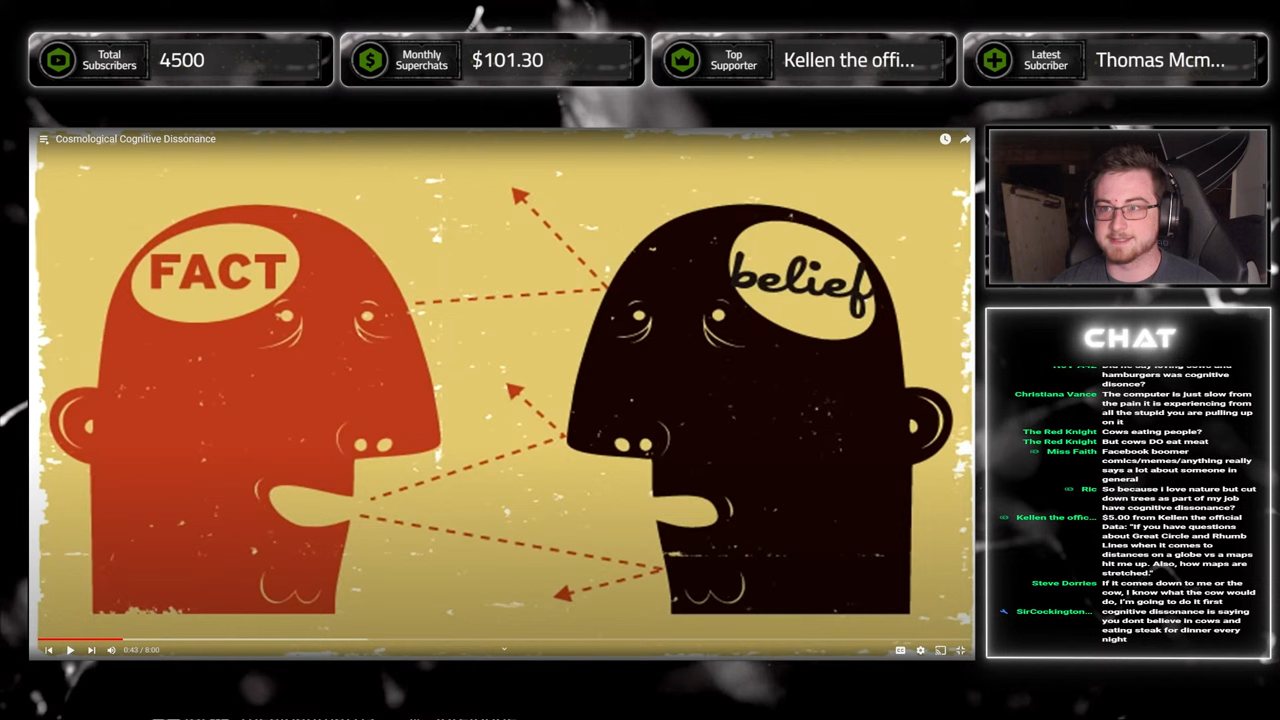 Total
Subscribers
4500
Monthly
Superchats
$101.30
Top
Supporter
Kellen the offi...
Latest
Subcriber
Thomas Mcm...
Cosmological Cognitive Dissonance
FACT
belief
0:43 / 8:00
CHAT
hamburgers was cognitive
disonce?
Christiana Vance The computer is just slow from
the pain it is experiencing from
all the stupid you are pulling up
on it
The Red Knight Cows eating people?
The Red Knight But cows DO eat meat
Miss Faith Facebook boomer
comics/memes/anything really
says a lot about someone in
general
Ric So because i love nature but cut
down trees as part of my job
have cognitive dissonance?
Kellen the offic... $5.00 from Kellen the official
Data: "If you have questions
about Great Circle and Rhumb
Lines when it comes to
distances on a globe vs a maps
hit me up. Also, how maps are
stretched."
Steve Dorries If it comes down to me or the
cow, I know what the cow would
do, I'm going to do it first
SirCockington... cognitive dissonance is saying
you dont believe in cows and
eating steak for dinner every
night